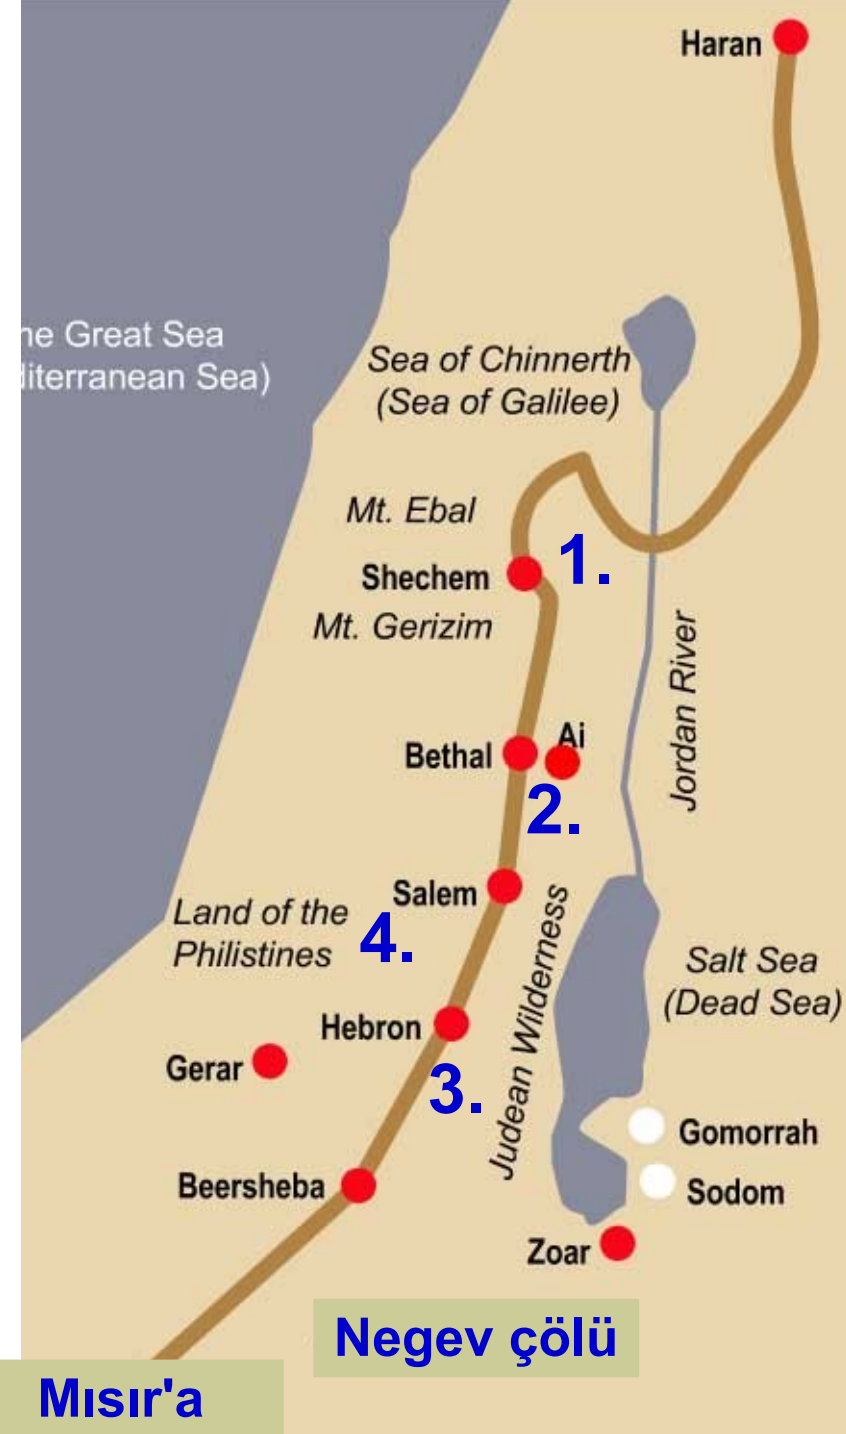 Haran
ne Great Sea
diterranean Sea)
Sea of Chinnerth
(Sea of Galilee)
Mt. Ebal
1.
Shechem
Mt. Gerizim
Jordan River
Ai
Bethal
2.
Salem
Land of the
Philistines
4.
Judean Wilderness
Salt Sea
(Dead Sea)
Hebron
Gerar
3.
Gomorrah
Beersheba
Sodom
Zoar
Negev çölü
Mısır'a